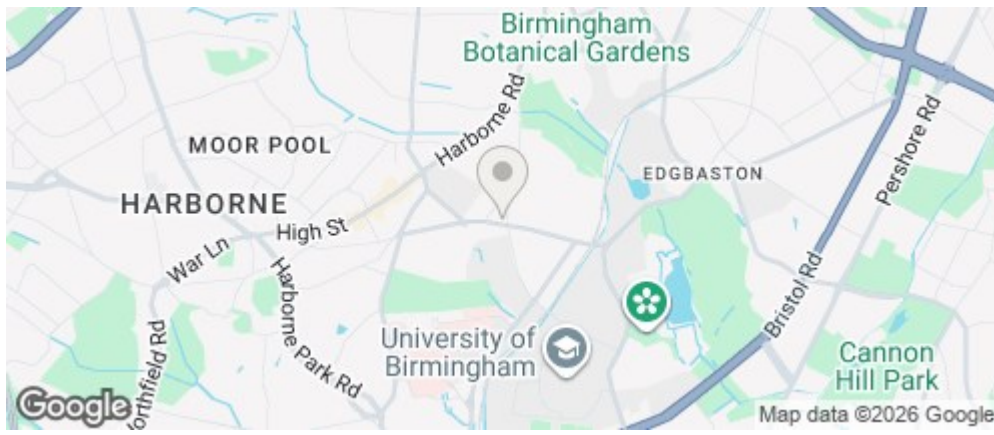 Birmingham
Botanical Gardens
Harborne Rd
MOOR POOL
Pershore Rd
EDGBASTON
HARBORNE
High St
War Ln
Harborne Park Rd
Bristol Rd
Northfield Rd
University of
Birmingham
Cannon
Hill Park
Google
Map data ©2026 Google